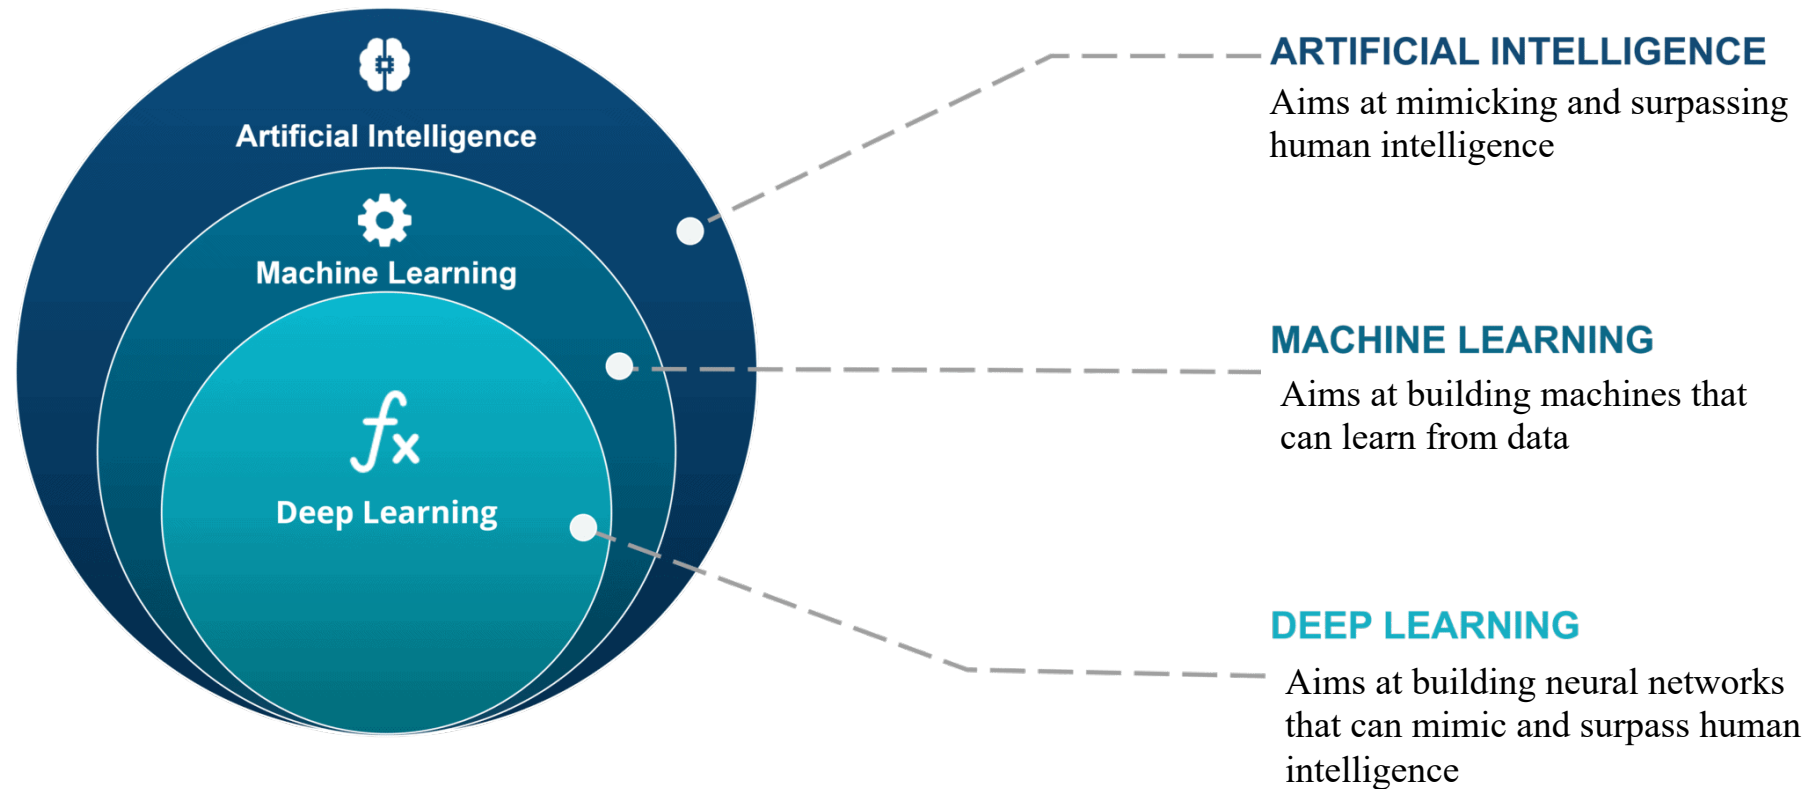 Artificial Intelligence
Machine Learning
fx
Deep Learning
ARTIFICIAL INTELLIGENCE
Aims at mimicking and surpassing
human intelligence
MACHINE LEARNING
Aims at building machines that
can learn from data
DEEP LEARNING
Aims at building neural networks
that can mimic and surpass human
intelligence